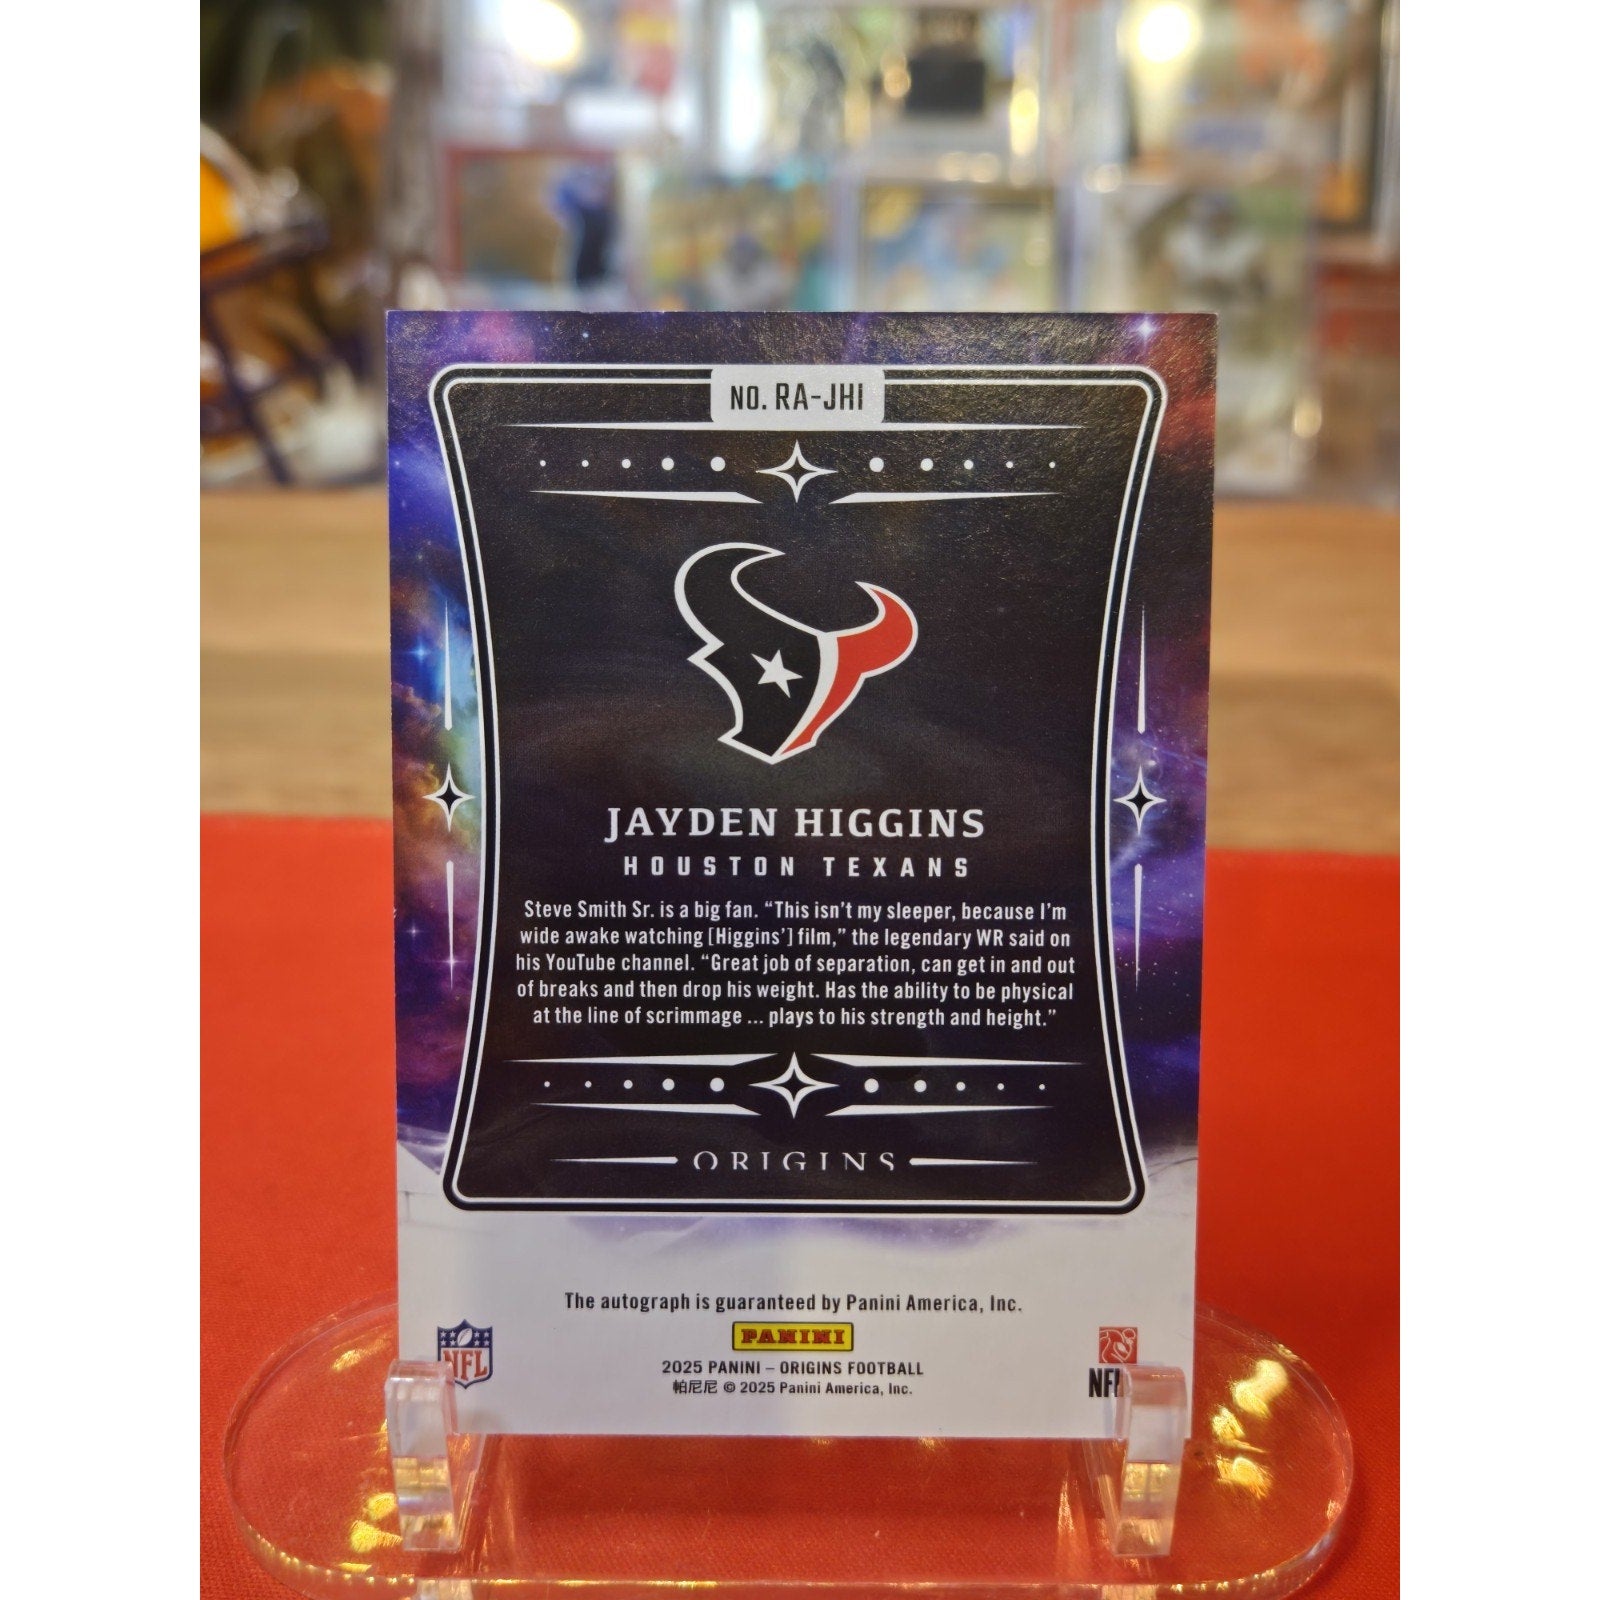 NO. RA-JHI
JAYDEN HIGGINS
HOUSTON TEXANS
Steve Smith Sr. is a big fan. “This isn’t my sleeper, because I’m
wide awake watching [Higgins’] film,” the legendary WR said on
his YouTube channel. “Great job of separation, can get in and out
of breaks and then drop his weight. Has the ability to be physical
at the line of scrimmage ... plays to his strength and height.”
ORIGINS
The autograph is guaranteed by Panini America, Inc.
PANINI
NFL
2025 PANINI – ORIGINS FOOTBALL
帕尼尼 © 2025 Panini America, Inc.